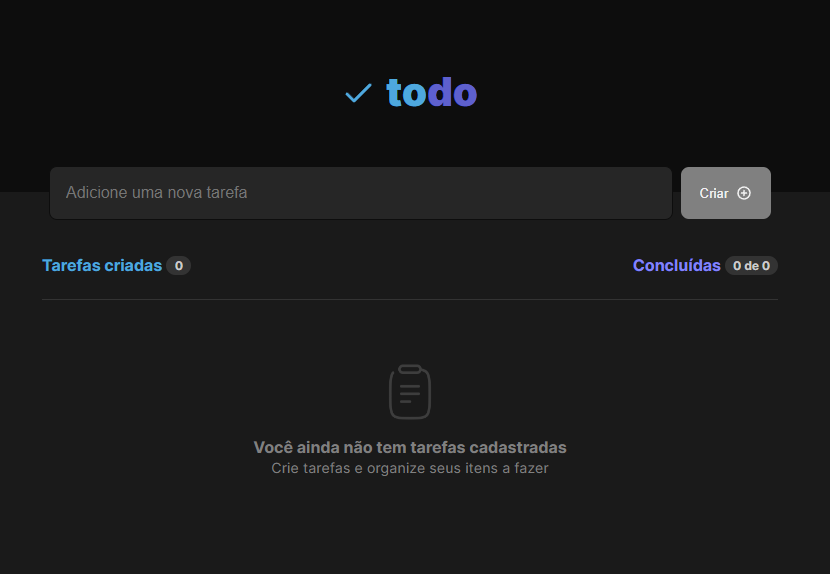 todo
Adicione uma nova tarefa
Criar
Tarefas criadas 0
Concluídas 0 de 0
Você ainda não tem tarefas cadastradas
Crie tarefas e organize seus itens a fazer